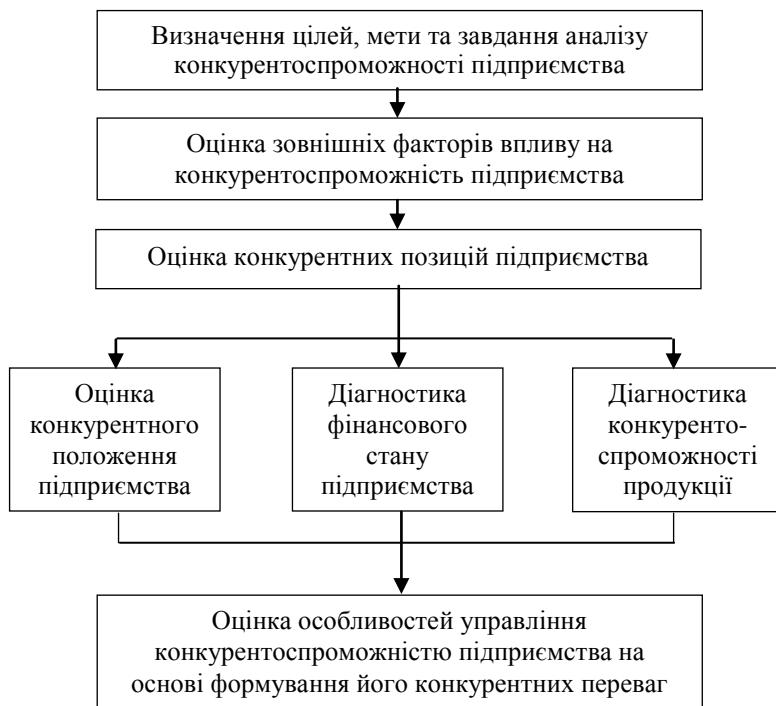 Визначення цілей, мети та завдання аналізу
конкурентоспроможності підприємства
Оцінка зовнішніх факторів впливу на
конкурентоспроможність підприємства
Оцінка конкурентних позицій підприємства
Оцінка
конкурентного
положення
підприємства
Діагностика
фінансового
стану
підприємства
Діагностика
конкуренто-
спроможності
продукції
Оцінка особливостей управління
конкурентоспроможністю підприємства на
основі формування його конкурентних переваг